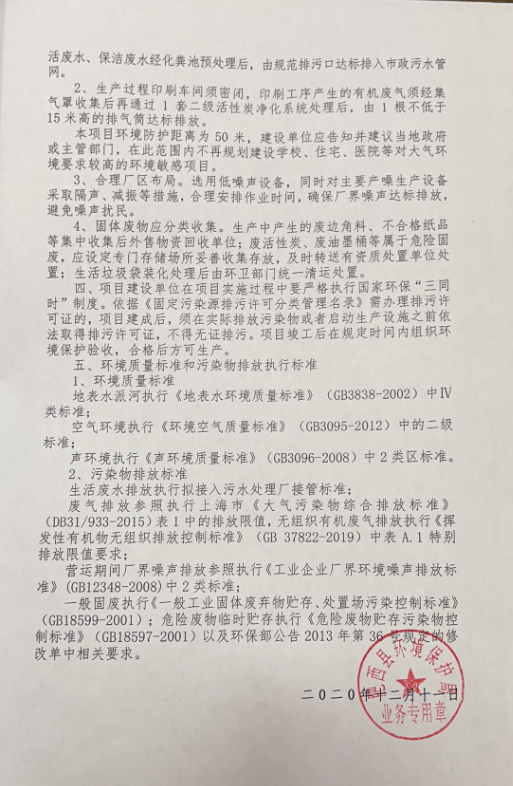 活废水、保洁废水经化粪池预处理后，由规范排污口达标排入市政污水管
网。
2、生产过程印刷车间须密闭，印刷工序产生的有机废气须经集
气罩收集后再通过 1 套二级活性炭净化系统处理后，由 1 根不低于
15 米高的排气筒达标排放。
本项目环境防护距离为 50 米，建设单位应告知并建议当地政府
或主管部门，在此范围内不再规划建设学校、住宅、医院等对大气环
境要求较高的环境敏感项目。
3、合理厂区布局。选用低噪声设备，同时对主要产噪生产设备
采取隔声、减振等措施，合理安排作业时间，确保厂界噪声达标排放，
避免噪声扰民。
4、固体废物应分类收集。生产中产生的废边角料、不合格纸品
等集中收集后外售物资回收单位；废活性炭、废油墨桶等属于危险固
废，应设定专门存储场所妥善收集存放，及时转送有资质处置单位处
置；生活垃圾袋装化处理后由环卫部门统一清运处置。
四、项目建设单位在项目实施过程中要严格执行国家环保“三同
时”制度。依据《固定污染源排污许可分类管理名录》需办理排污许
可证的，项目建成后，须在实际排放污染物或者启动生产设施之前依
法取得排污许可证，不得无证排污。项目竣工后在规定时间内组织环
境保护验收，合格后方可生产。
五、环境质量标准和污染物排放执行标准
1、环境质量标准
地表水派河执行《地表水环境质量标准》（GB3838-2002）中Ⅳ
类标准；
空气环境执行《环境空气质量标准》（GB3095-2012）中的二级
标准；
声环境执行《声环境质量标准》（GB3096-2008）中 2 类区标准。
2、污染物排放标准
生活废水排放执行拟接入污水处理厂接管标准；
废气排放参照执行上海市《大气污染物综合排放标准》
（DB31/933-2015）表 1 中的排放限值，无组织有机废气排放执行《挥
发性有机物无组织排放控制标准》（GB 37822-2019）中表 A.1 特别
排放限值要求；
营运期间厂界噪声排放参照执行《工业企业厂界环境噪声排放标
准》(GB12348-2008)中 2 类标准；
一般固废执行《一般工业固体废弃物贮存、处置场污染控制标准》
（GB18599-2001）；危险废物临时贮存执行《危险废物贮存污染物控
制标准》（GB18597-2001）以及环保部公告 2013 年第 36 号规定的修
改单中相关要求。
肥西县环境保护局
二〇二〇年十二月十一日
业务专用章